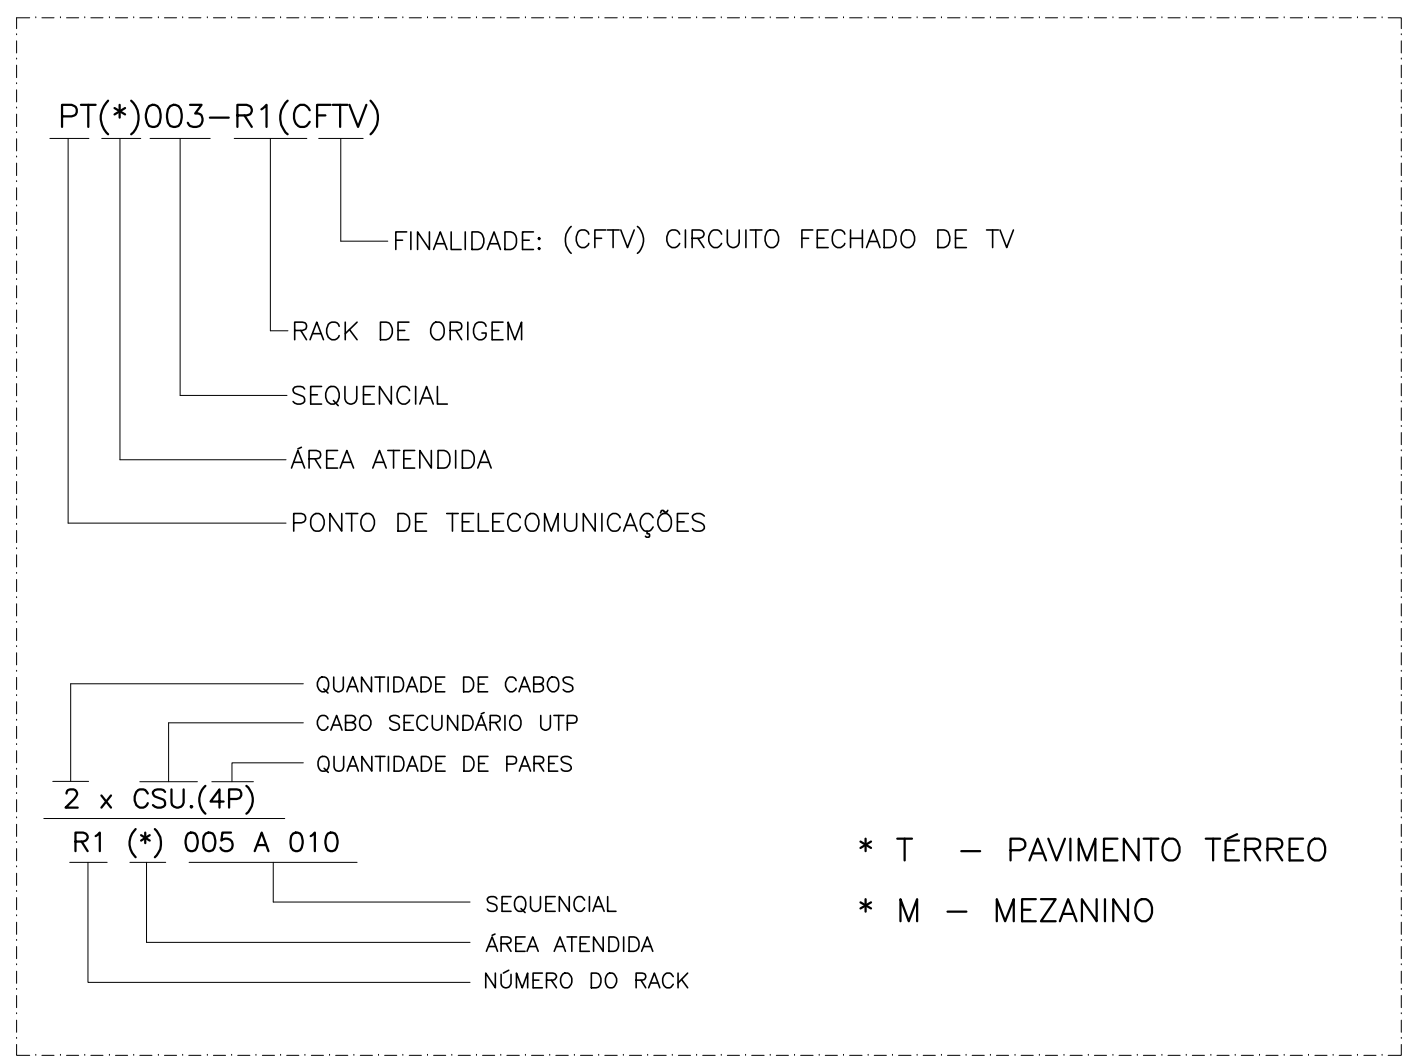 PT(*)003-R1(CFTV)
FINALIDADE: (CFTV) CIRCUITO FECHADO DE TV
RACK DE ORIGEM
SEQUENCIAL
ÁREA ATENDIDA
PONTO DE TELECOMUNICAÇÕES
QUANTIDADE DE CABOS
CABO SECUNDÁRIO UTP
QUANTIDADE DE PARES
2 x CSU.(4P)
R1 (*) 005 A 010
SEQUENCIAL
ÁREA ATENDIDA
NÚMERO DO RACK
* T - PAVIMENTO TÉRREO
* M - MEZANINO